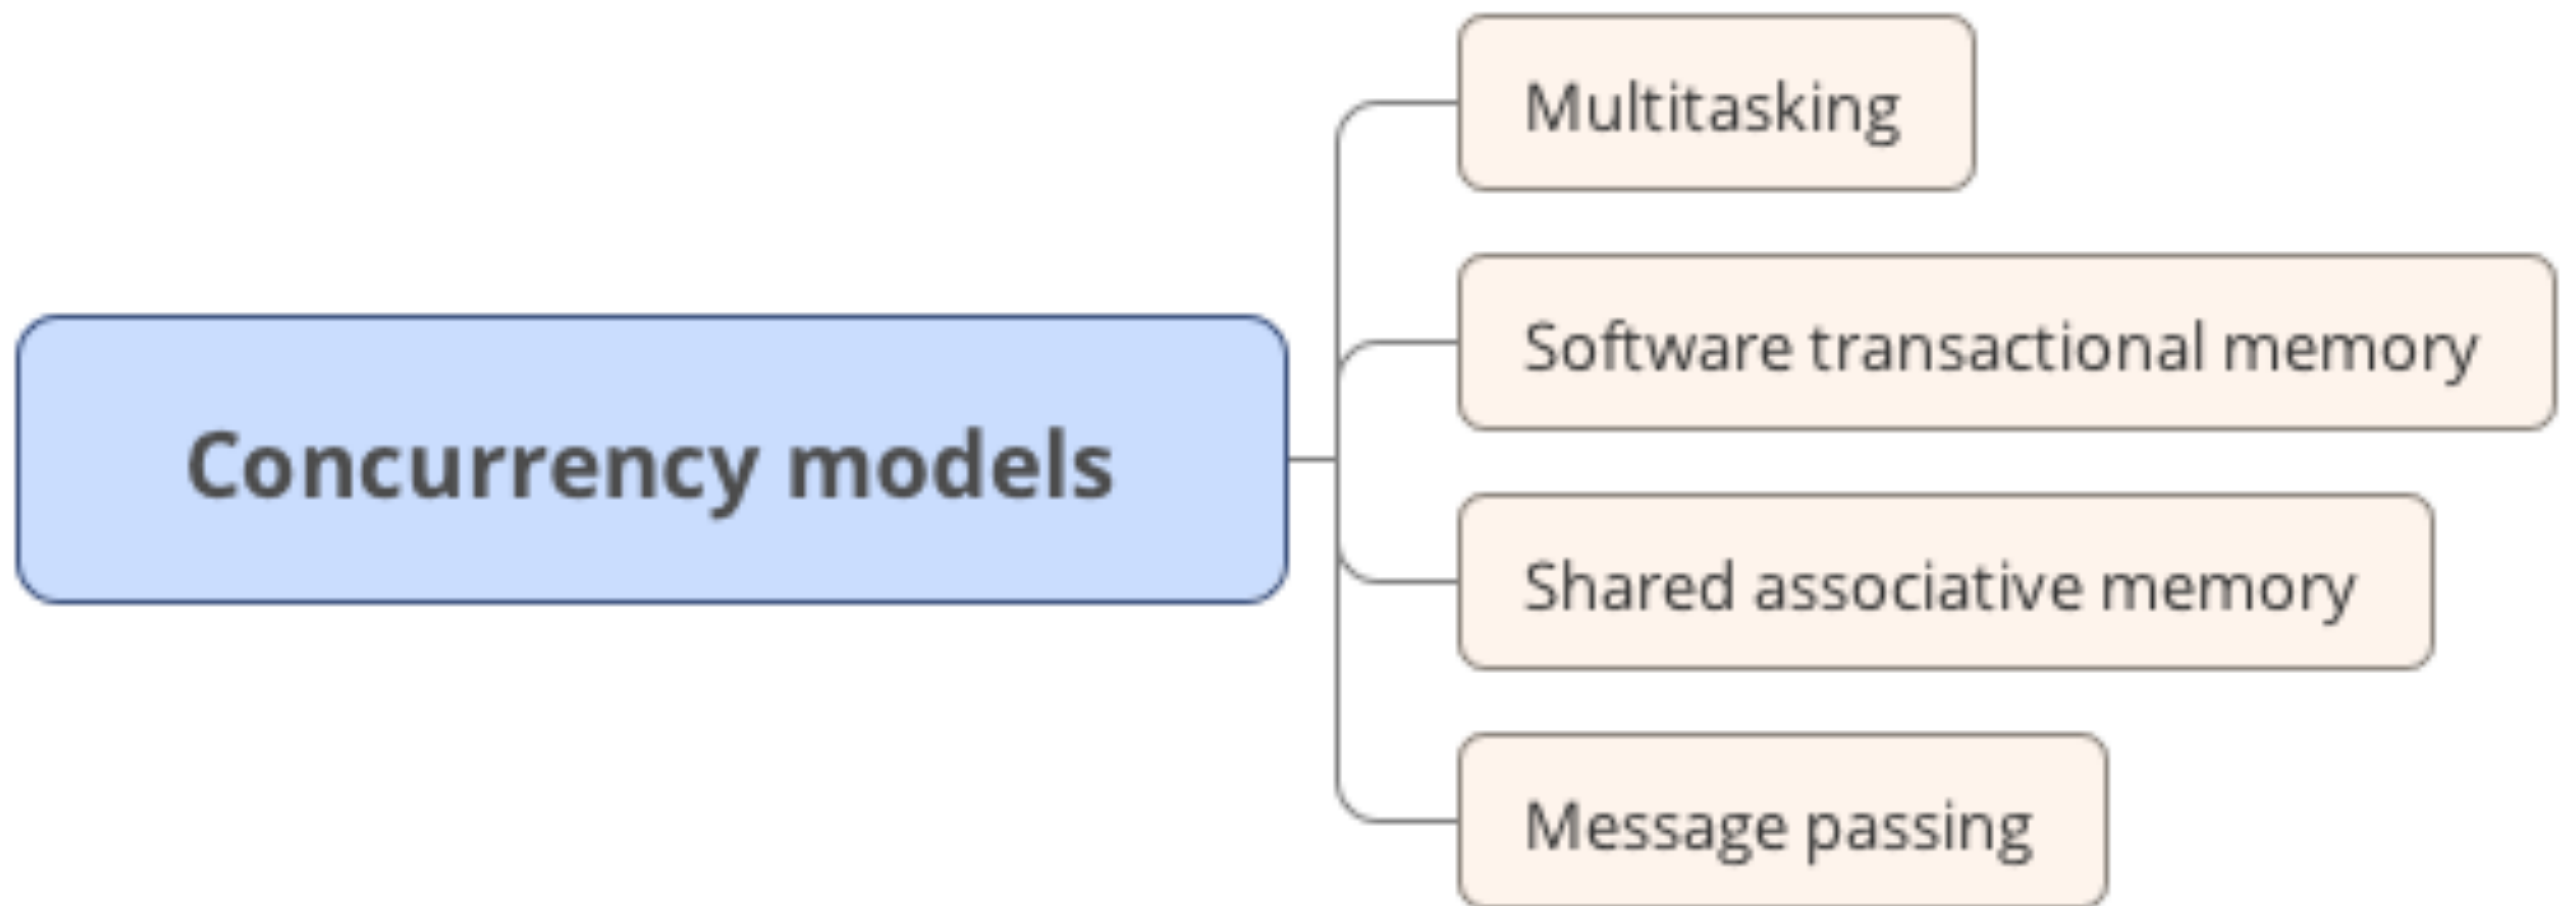 Multitasking
Software transactional memory
Concurrency models
Shared associative memory
Message passing